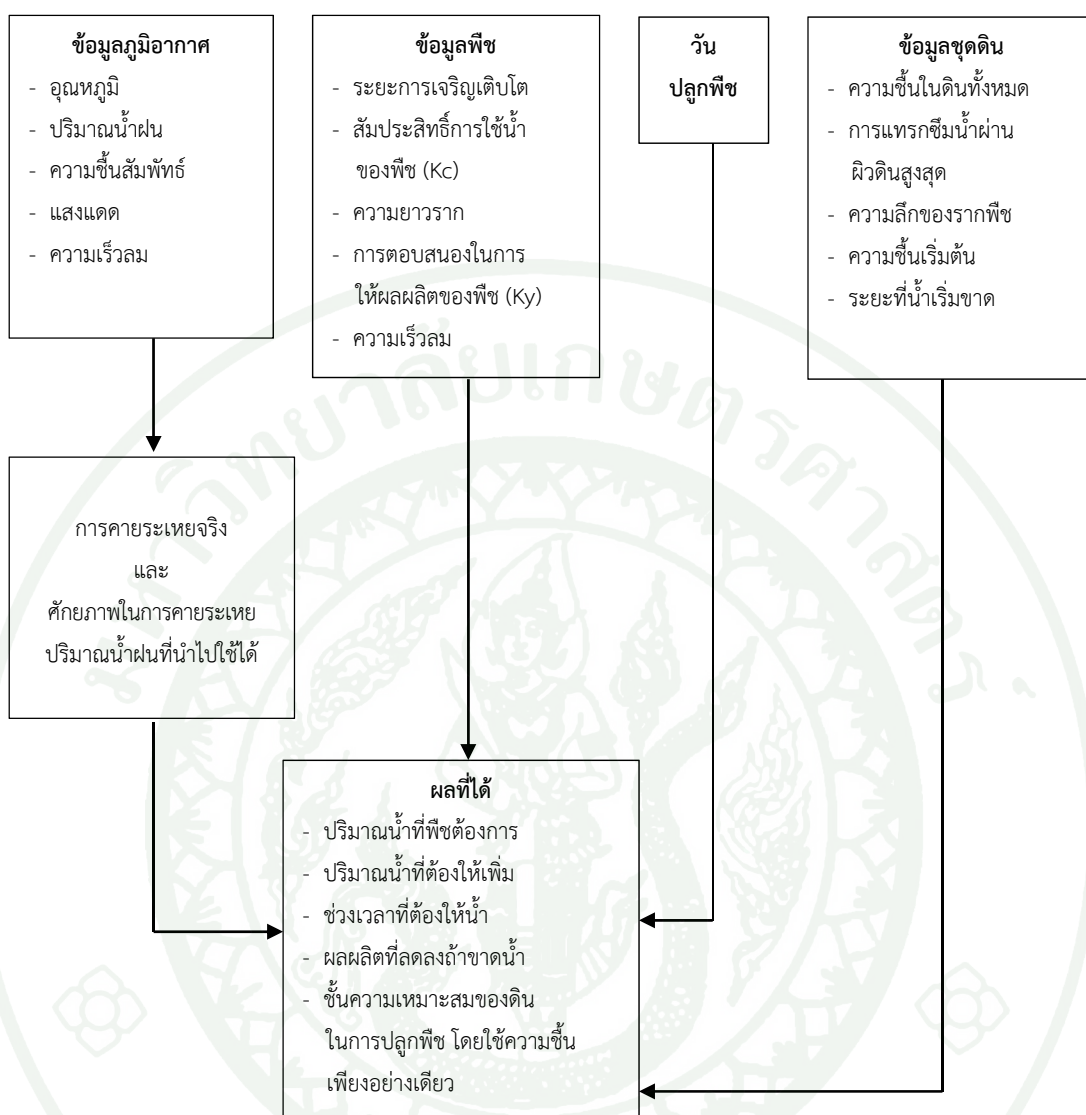 ข้อมูลภูมิอากาศ
- อุณหภูมิ
- ปริมาณน้ำฝน
- ความชื้นสัมพัทธ์
- แสงแดด
- ความเร็วลม
ข้อมูลพืช
- ระยะการเจริญเติบโต
- สัมประสิทธิ์การใช้น้ำ
ของพืช (Kc)
- ความยาวราก
- การตอบสนองในการ
ให้ผลผลิตของพืช (Ky)
- ความเร็วลม
วัน
ปลูกพืช
ข้อมูลชุดดิน
- ความชื้นในดินทั้งหมด
- การแทรกซึมน้ำผ่าน
ผิวดินสูงสุด
- ความลึกของรากพืช
- ความชื้นเริ่มต้น
- ระยะที่น้ำเริ่มขาด
การคายระเหยจริง
และ
ศักยภาพในการคายระเหย
ปริมาณน้ำฝนที่นำไปใช้ได้
ผลที่ได้
- ปริมาณน้ำที่พืชต้องการ
- ปริมาณน้ำที่ต้องให้เพิ่ม
- ช่วงเวลาที่ต้องให้น้ำ
- ผลผลิตที่ลดลงถ้าขาดน้ำ
- ชั้นความเหมาะสมของดิน
ในการปลูกพืช โดยใช้ความชื้น
เพียงอย่างเดียว
มหาวิทยาลัยเกษตรศาสตร์